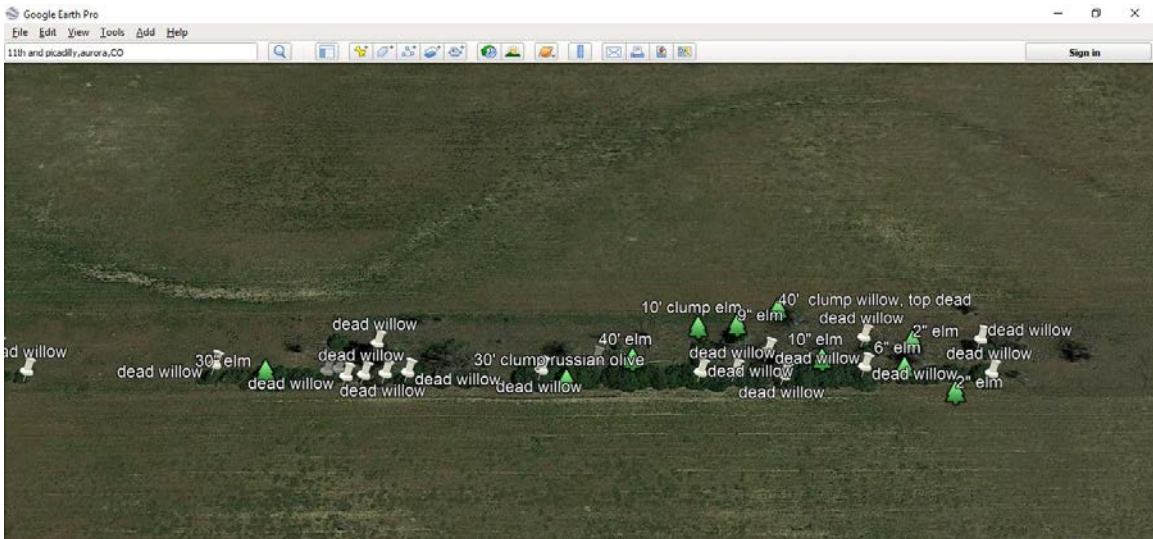 Google Earth Pro
File Edit View Tools Add Help
11th and picadilly,aurora,CO
Sign in
40' clump willow, top dead
10' clump elm
9" elm
dead willow
dead willow
2" elm
dead willow
40' elm
10" elm
6" elm
ad willow
30" elm
dead willow
30' clump russian olive
dead willow
dead willow
dead willow
dead willow
dead willow
dead willow
dead willow
dead willow
dead willow
2" elm
dead willow
dead willow
dead willow